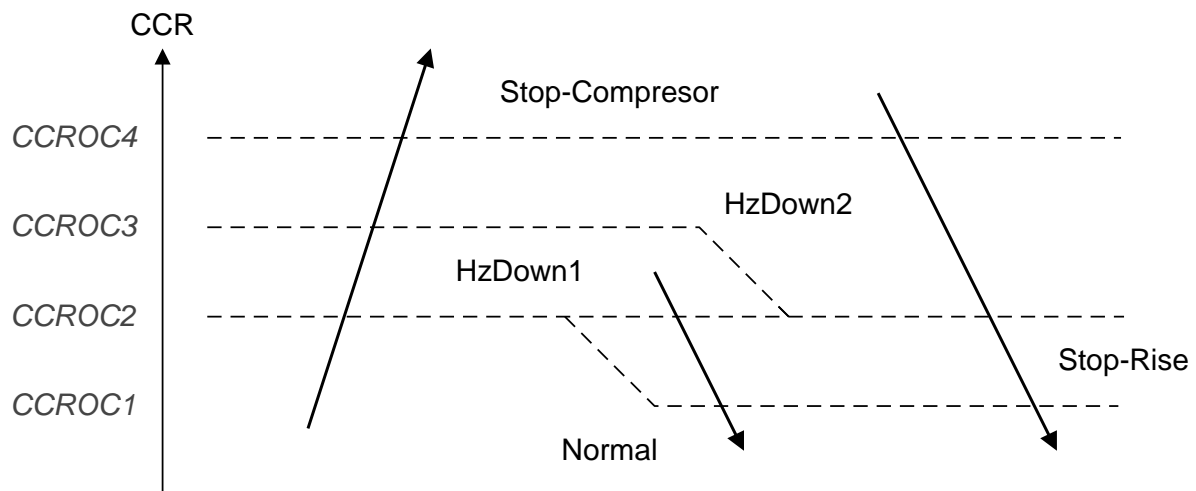 CCR
Stop-Compresor
CCROC4
HzDown2
CCROC3
HzDown1
CCROC2
Stop-Rise
CCROC1
Normal